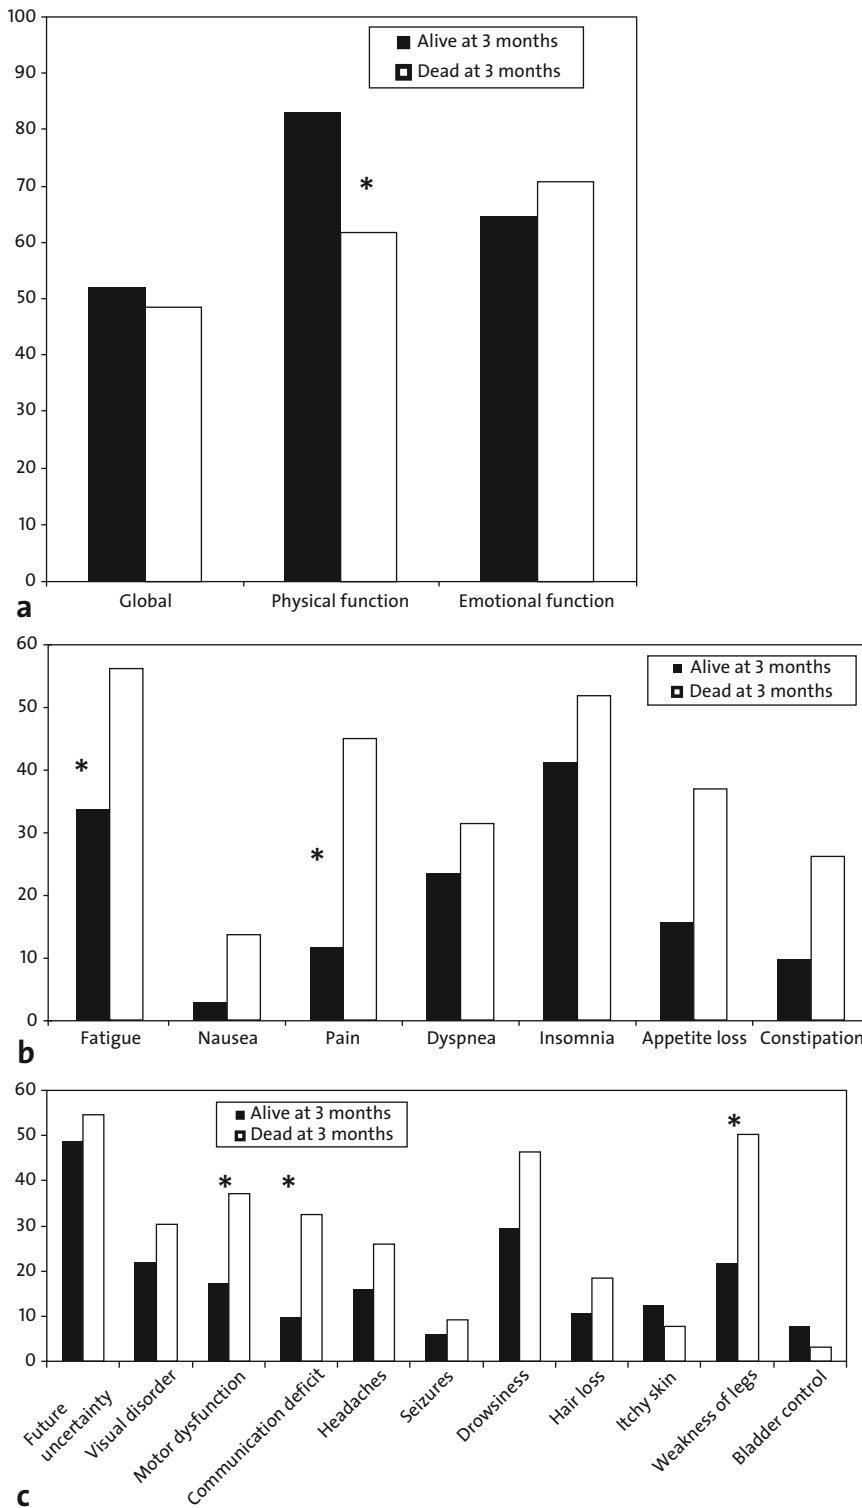 100
90
80
70
60
50
40
30
20
10
0
Alive at 3 months
Dead at 3 months
*
Global Physical function Emotional function
a
60
50
40
30
20
10
0
Alive at 3 months
Dead at 3 months
*
*
Fatigue Nausea Pain Dyspnea Insomnia Appetite loss Constipation
b
60
50
40
30
20
10
0
Alive at 3 months
Dead at 3 months
* * *
Future
uncertainty
Visual disorder
Motor dysfunction
Communication deficit
Headaches
Seizures
Drowsiness
Hair loss
Itchy skin
Weakness of legs
Bladder control
c